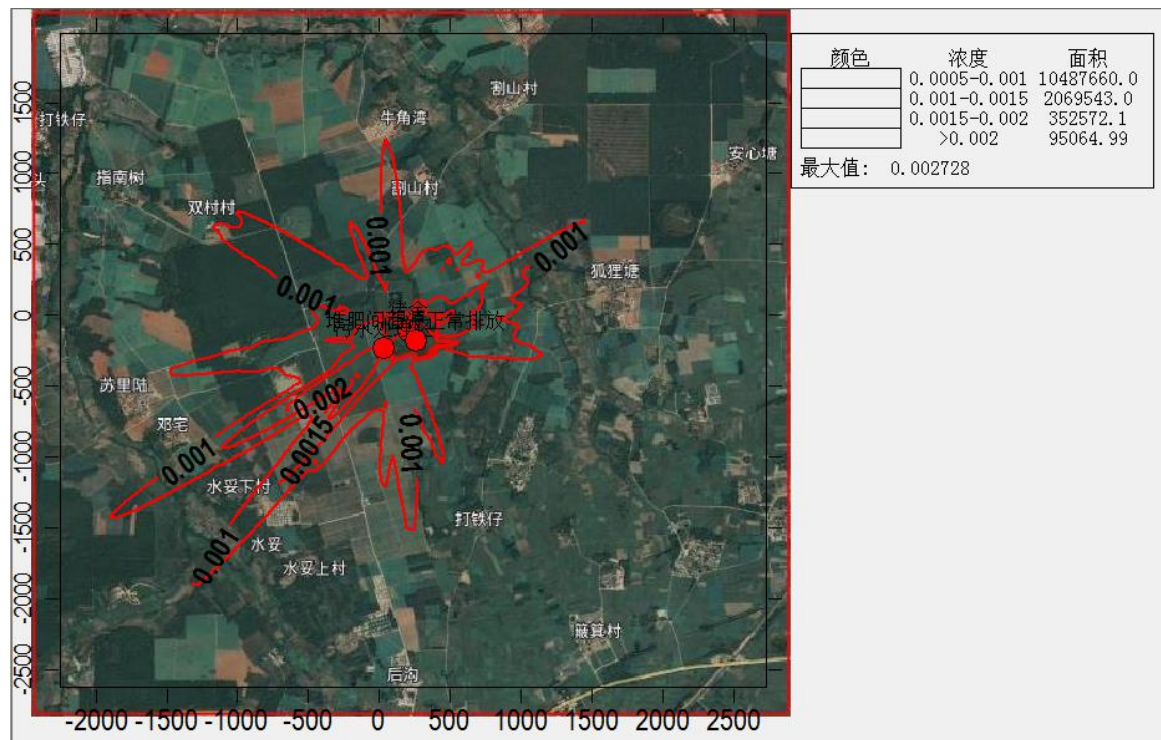 颜色 浓度 面积
0.0005-0.001 10487660.0
0.001-0.0015 2069543.0
0.0015-0.002 352572.1
>0.002 95064.99
最大值: 0.002728
割山村
牛角湾
打铁仔
安心塘
头 指南树
割山村
双村村
0.001
0.001
狐狸塘
0.001
正常排放
苏里陆
0.002
邓宅
0.0015
0.001
0.001
水妥下村
打铁仔
水妥
0.001
水妥上村
簸箕村
后沟
1500
1000
500
0
-500
-1000
-1500
-2000
-2500
-2000 -1500 -1000 -500 0 500 1000 1500 2000 2500